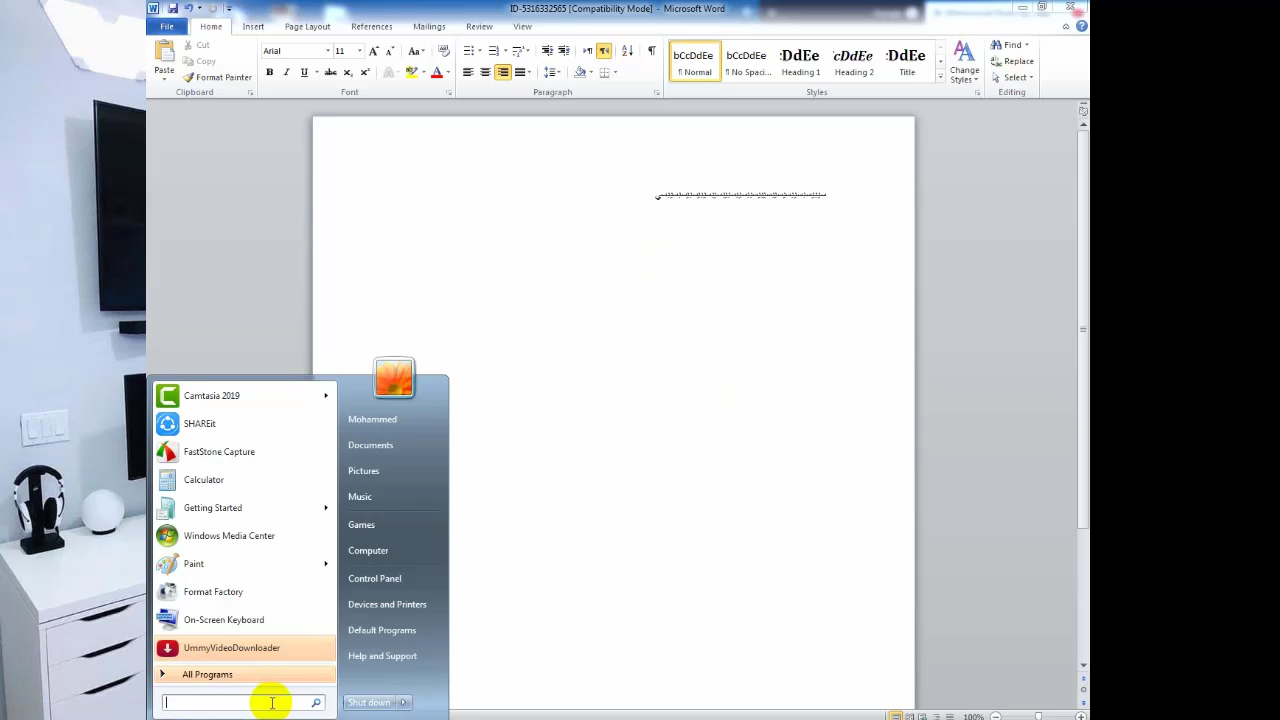 ID-5316332565 [Compatibility Mode] - Microsoft Word
File Home Insert Page Layout References Mailings Review View
Paste
Cut
Copy
Format Painter
Clipboard
Arial 11
Font
Paragraph
bCcDdEe bCcDdEe :DdEe cDdEe :DdEe
¶ Normal ¶ No Spaci... Heading 1 Heading 2 Title
Styles
Change
Styles
Find
Replace
Select
Editing
Camtasia 2019
SHAREit
FastStone Capture
Calculator
Getting Started
Windows Media Center
Paint
Format Factory
On-Screen Keyboard
UmmyVideoDownloader
All Programs
Mohammed
Documents
Pictures
Music
Games
Computer
Control Panel
Devices and Printers
Default Programs
Help and Support
Shut down
100%